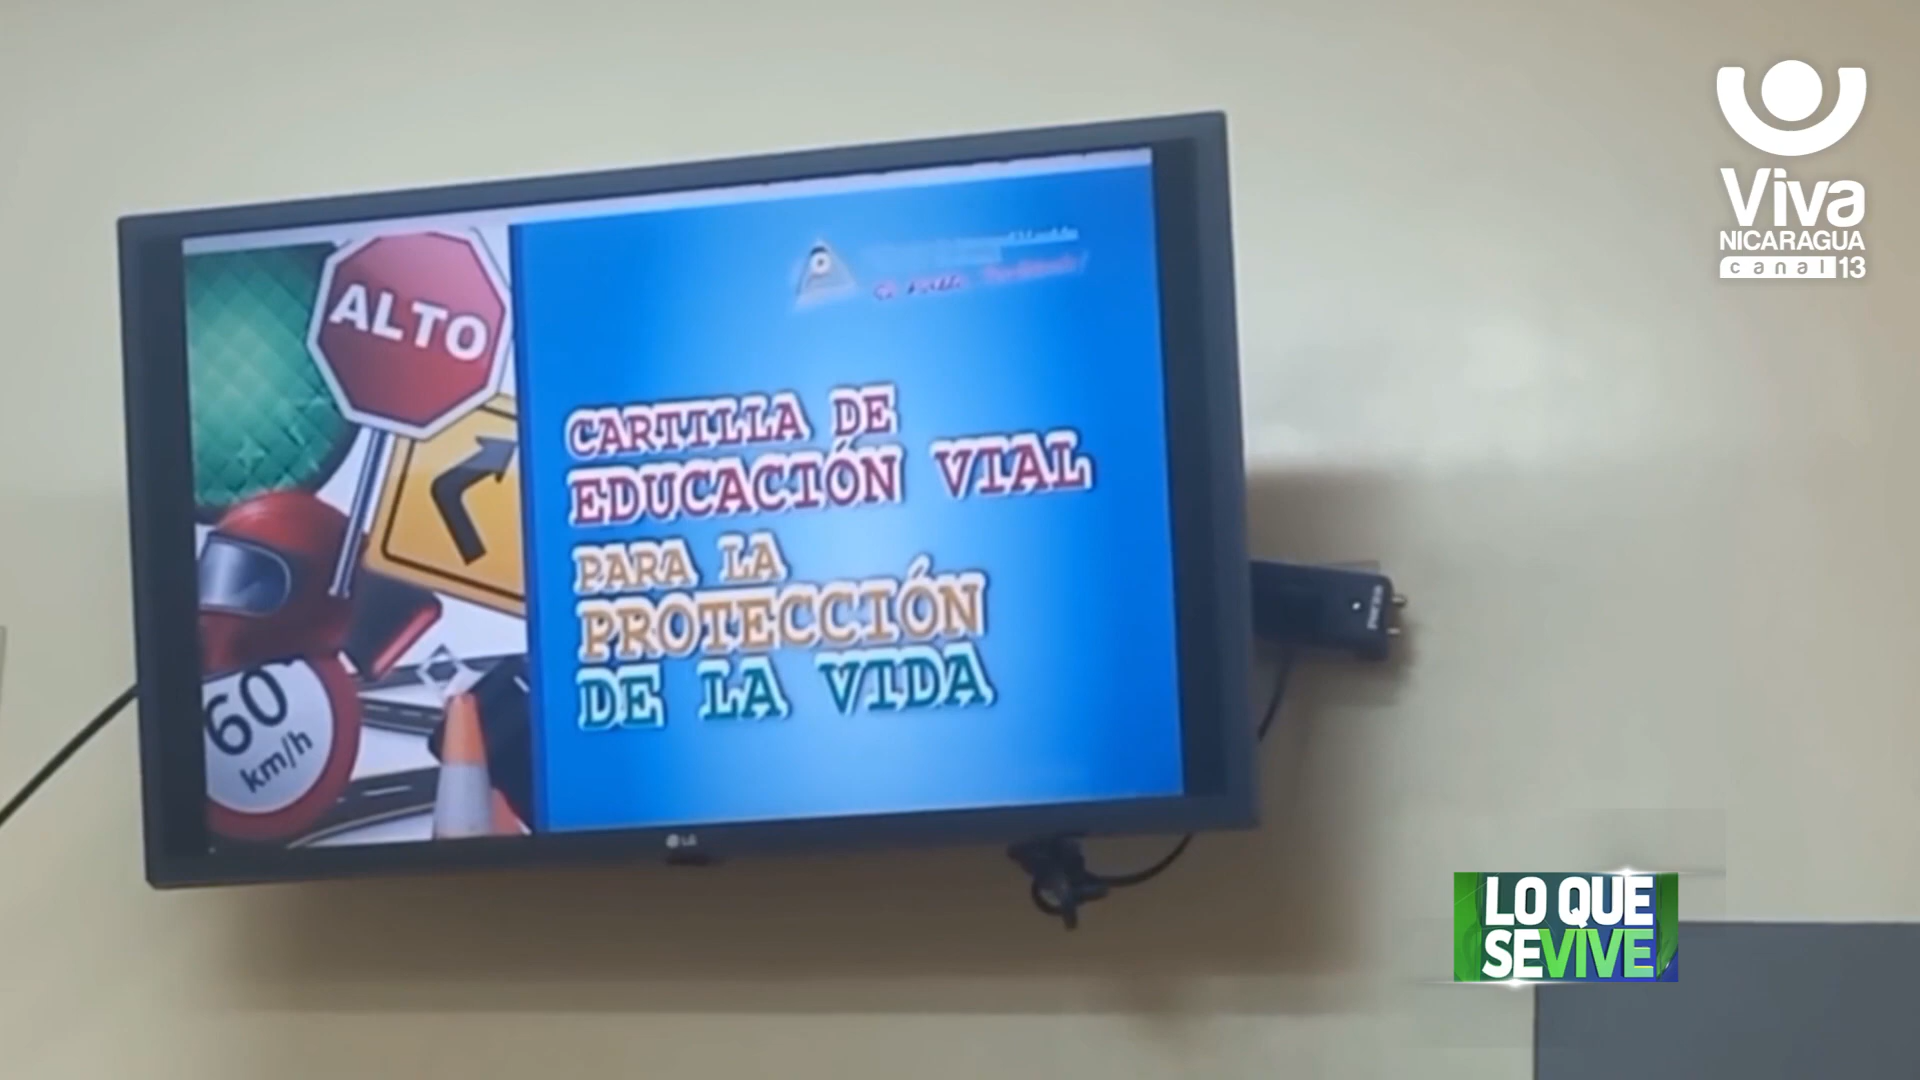 Viva
NICARAGUA
canal 13
ALTO
CARTILLA DE
EDUCACIÓN VIAL
PARA LA
PROTECCIÓN
DE LA VIDA
60
km/h
LG
LO QUE
SE VIVE